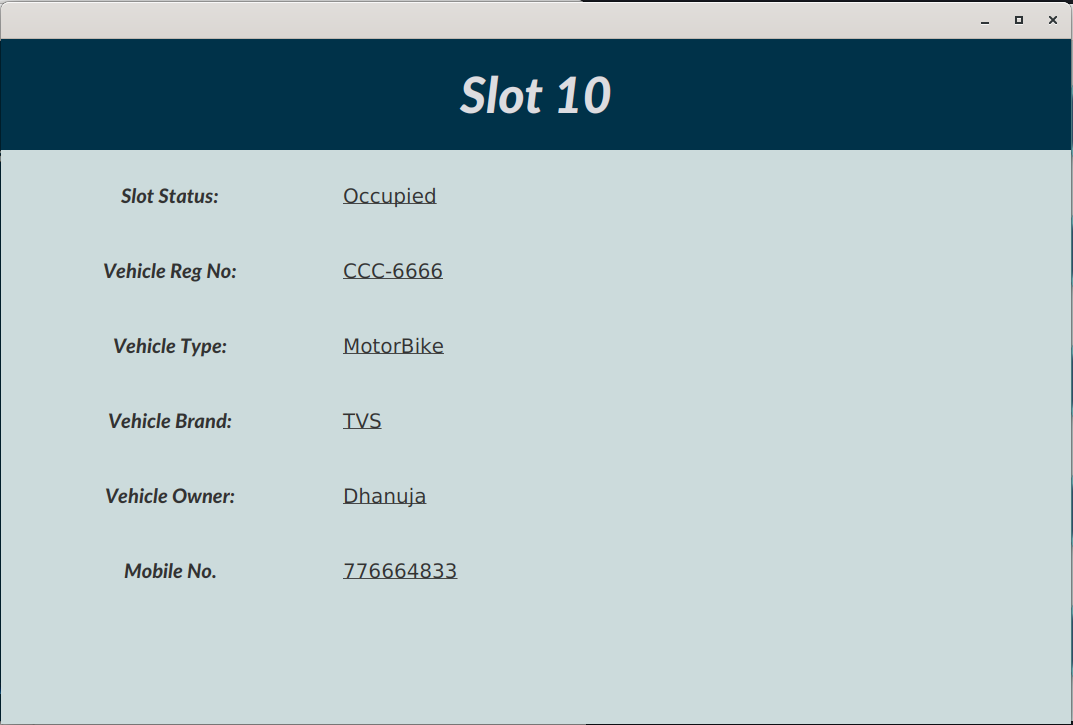 Slot 10
Slot Status: Occupied
Vehicle Reg No: CCC-6666
Vehicle Type: MotorBike
Vehicle Brand: TVS
Vehicle Owner: Dhanuja
Mobile No. 776664833